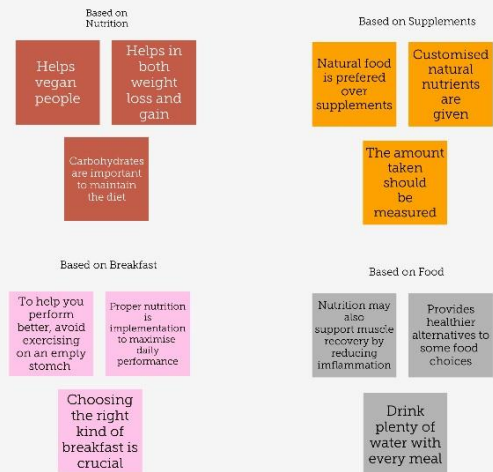 Based on
Nutrition
Helps
vegan
people
Helps in
both
weight
loss and
gain
Carbohydrates
are important
to maintain
the diet
Based on Supplements
Natural food
is prefered
over
supplements
Customised
natural
nutrients
are
given
The amount
taken
should
be
measured
Based on Breakfast
To help you
perform
better, avoid
exercising
on an empty
stomch
Proper nutrition
is
implementation
to maximise
daily
performance
Choosing
the right
kind of
breakfast is
crucial
Based on Food
Nutrition may
also
support muscle
recovery by
reducing
imflammation
Provides
healthier
alternatives to
some food
choices
Drink
plenty of
water with
every meal